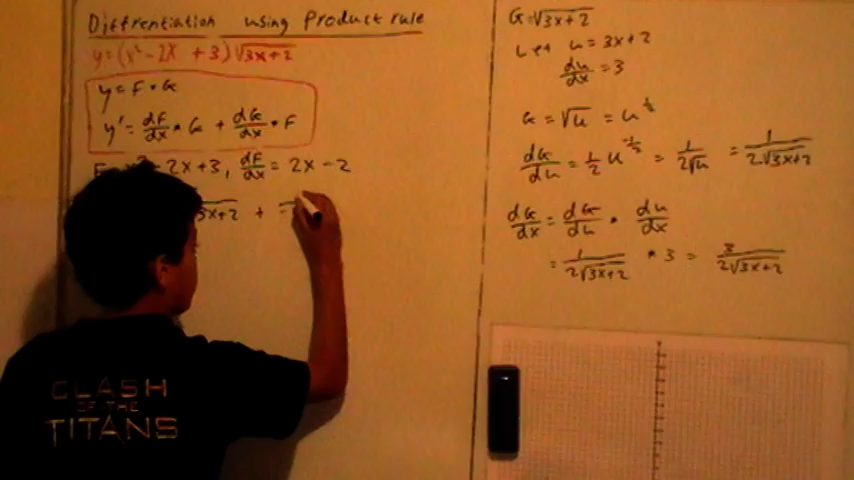 Diffrentiation using Product rule
y=(x²-2x +3)√3x+2
y = F * G
y' = dF/dx * G + dG/dx * F
2x+3, dF/dx = 2x - 2
3x+2 +
G=√3x+2
Let u = 3x+2
du/dx = 3
G = √u = u^1/2
dG/du = 1/2 u^-1/2 = 1/2√u = 1/2√3x+2
dG/dx = dG/du * du/dx
= 1/2√3x+2 * 3 = 3/2√3x+2
CLASH
OF THE
TITANS